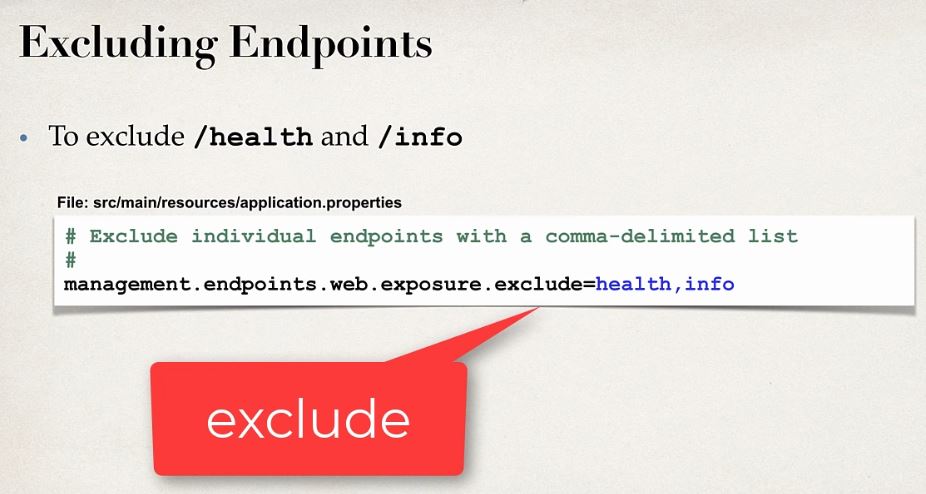 Excluding Endpoints
• To exclude /health and /info
File: src/main/resources/application.properties
# Exclude individual endpoints with a comma-delimited list
#
management.endpoints.web.exposure.exclude=health,info
exclude